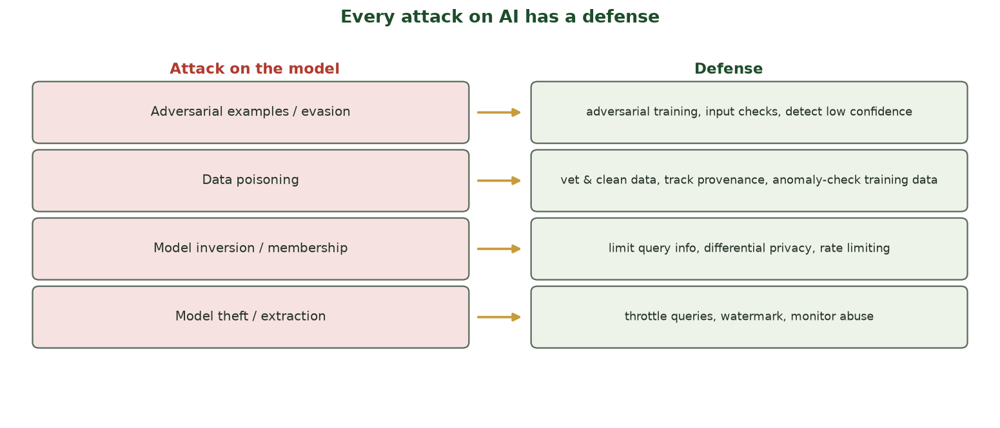 Every attack on AI has a defense
Attack on the model
Defense
Adversarial examples / evasion
adversarial training, input checks, detect low confidence
Data poisoning
vet & clean data, track provenance, anomaly-check training data
Model inversion / membership
limit query info, differential privacy, rate limiting
Model theft / extraction
throttle queries, watermark, monitor abuse